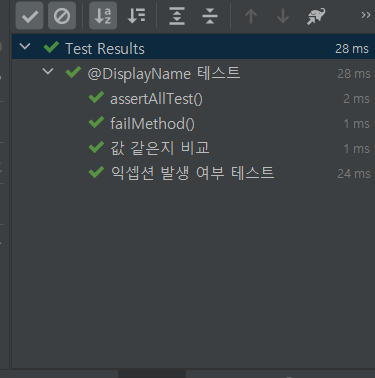 Test Results 28 ms
@DisplayName 테스트 28 ms
assertAllTest() 2 ms
failMethod() 1 ms
값 같은지 비교 1 ms
익셉션 발생 여부 테스트 24 ms